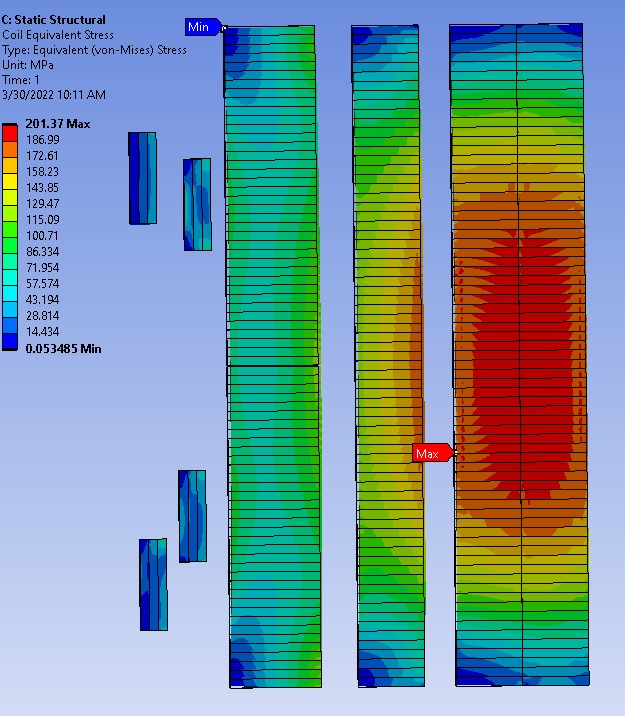 C: Static Structural
Coil Equivalent Stress
Type: Equivalent (von-Mises) Stress
Unit: MPa
Time: 1
3/30/2022 10:11 AM
201.37 Max
186.99
172.61
158.23
143.85
129.47
115.09
100.71
86.334
71.954
57.574
43.194
28.814
14.434
0.053485 Min
Min
Max